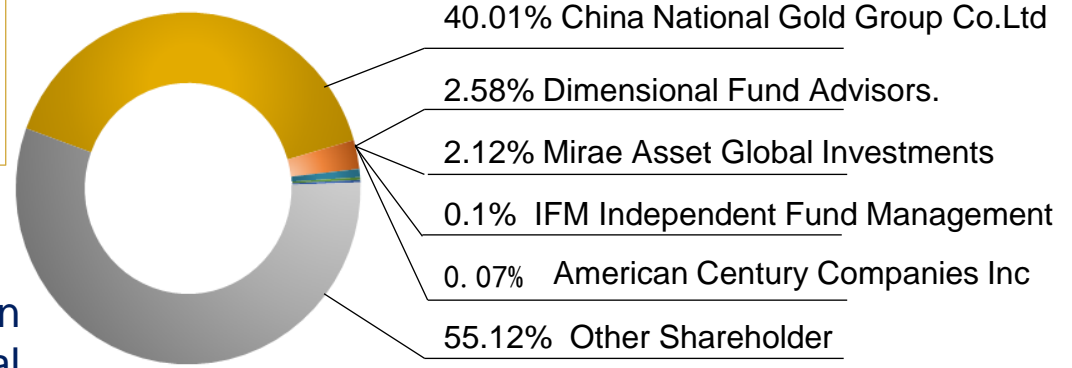 40.01% China National Gold Group Co.Ltd
2.58% Dimensional Fund Advisors.
2.12% Mirae Asset Global Investments
0.1% IFM Independent Fund Management
0.07% American Century Companies Inc
55.12% Other Shareholder
n
al